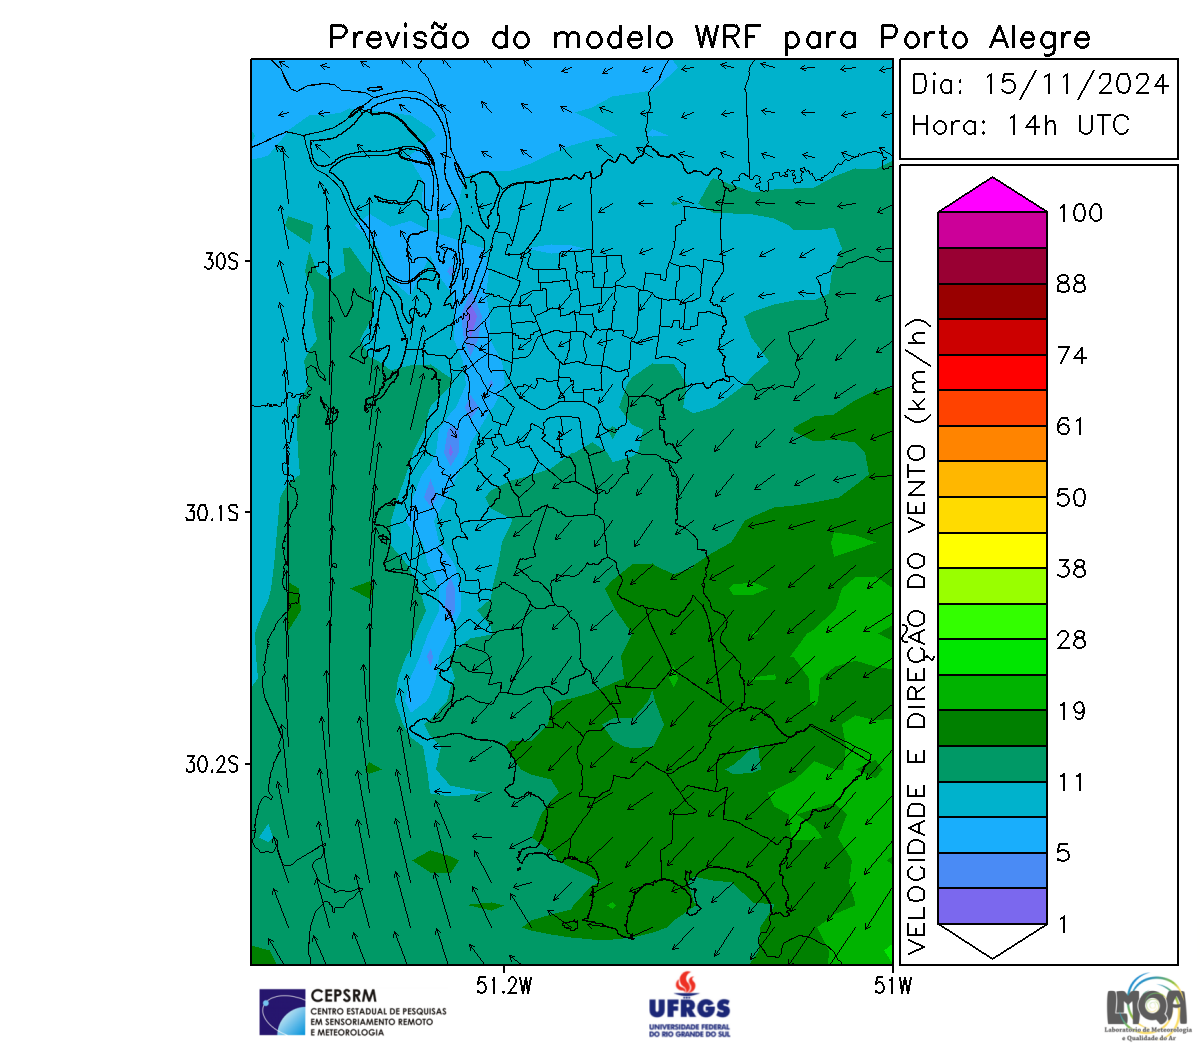 Previsão do modelo WRF para Porto Alegre
Dia: 15/11/2024
Hora: 14h UTC
30S
30.1S
30.2S
51.2W
51W
VELOCIDADE E DIREÇÃO DO VENTO (km/h)
100
88
74
61
50
38
28
19
11
5
1
CEPSRM
CENTRO ESTADUAL DE PESQUISAS
EM SENSORIAMENTO REMOTO
E METEOROLOGIA
UFRGS
UNIVERSIDADE FEDERAL
DO RIO GRANDE DO SUL
LMQA
Laboratório de Meteorologia
e Qualidade do Ar